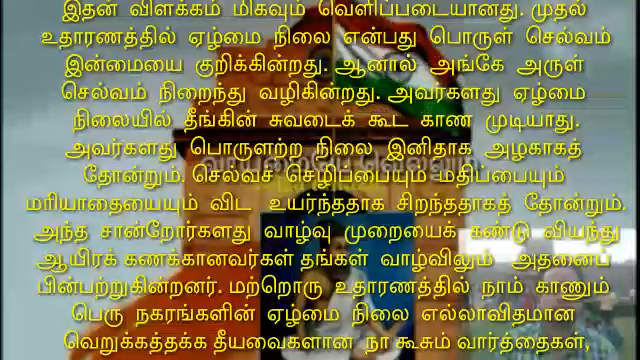 இதன் விளக்கம் மிகவும் வெளிப்படையானது. முதல்
உதாரணத்தில் ஏழ்மை நிலை என்பது பொருள் செல்வம்
இன்மையை குறிக்கின்றது. ஆனால் அங்கே அருள்
செல்வம் நிறைந்து வழிகின்றது. அவர்களது ஏழ்மை
நிலையில் தீங்கின் சுவடைக் கூட காண முடியாது.
அவர்களது பொருளற்ற நிலை இனிதாக அழகாகத்
தோன்றும். செல்வச் செழிப்பையும் மதிப்பையும்
மரியாதையையும் விட உயர்ந்ததாக சிறந்ததாகத் தோன்றும்.
அந்த சான்றோர்களது வாழ்வு முறையைக் கண்டு வியந்து
ஆயிரக் கணக்கானவர்கள் தங்கள் வாழ்விலும் அதனைப்
பின்பற்றுகின்றனர். மற்றொரு உதாரணத்தில் நாம் காணும்
பெரு நகரங்களின் ஏழ்மை நிலை எல்லாவிதமான
வெறுக்கத்தக்க தீயவைகளான நா கூசும் வார்த்தைகள்,